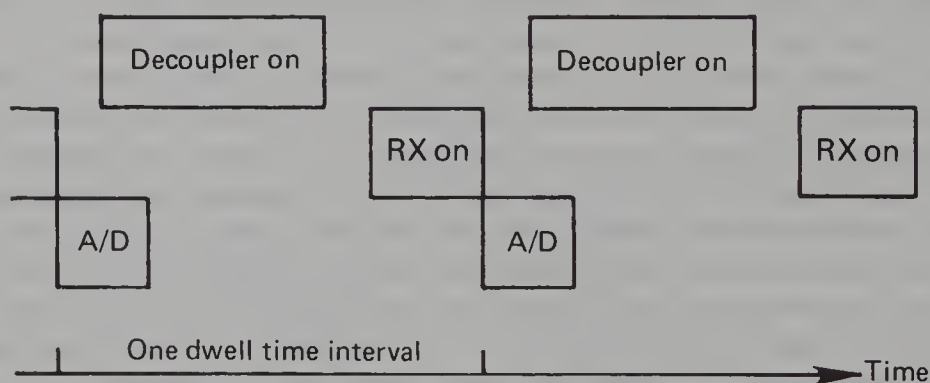 Decoupler on
Decoupler on
RX on
RX on
A/D
A/D
One dwell time interval
Time